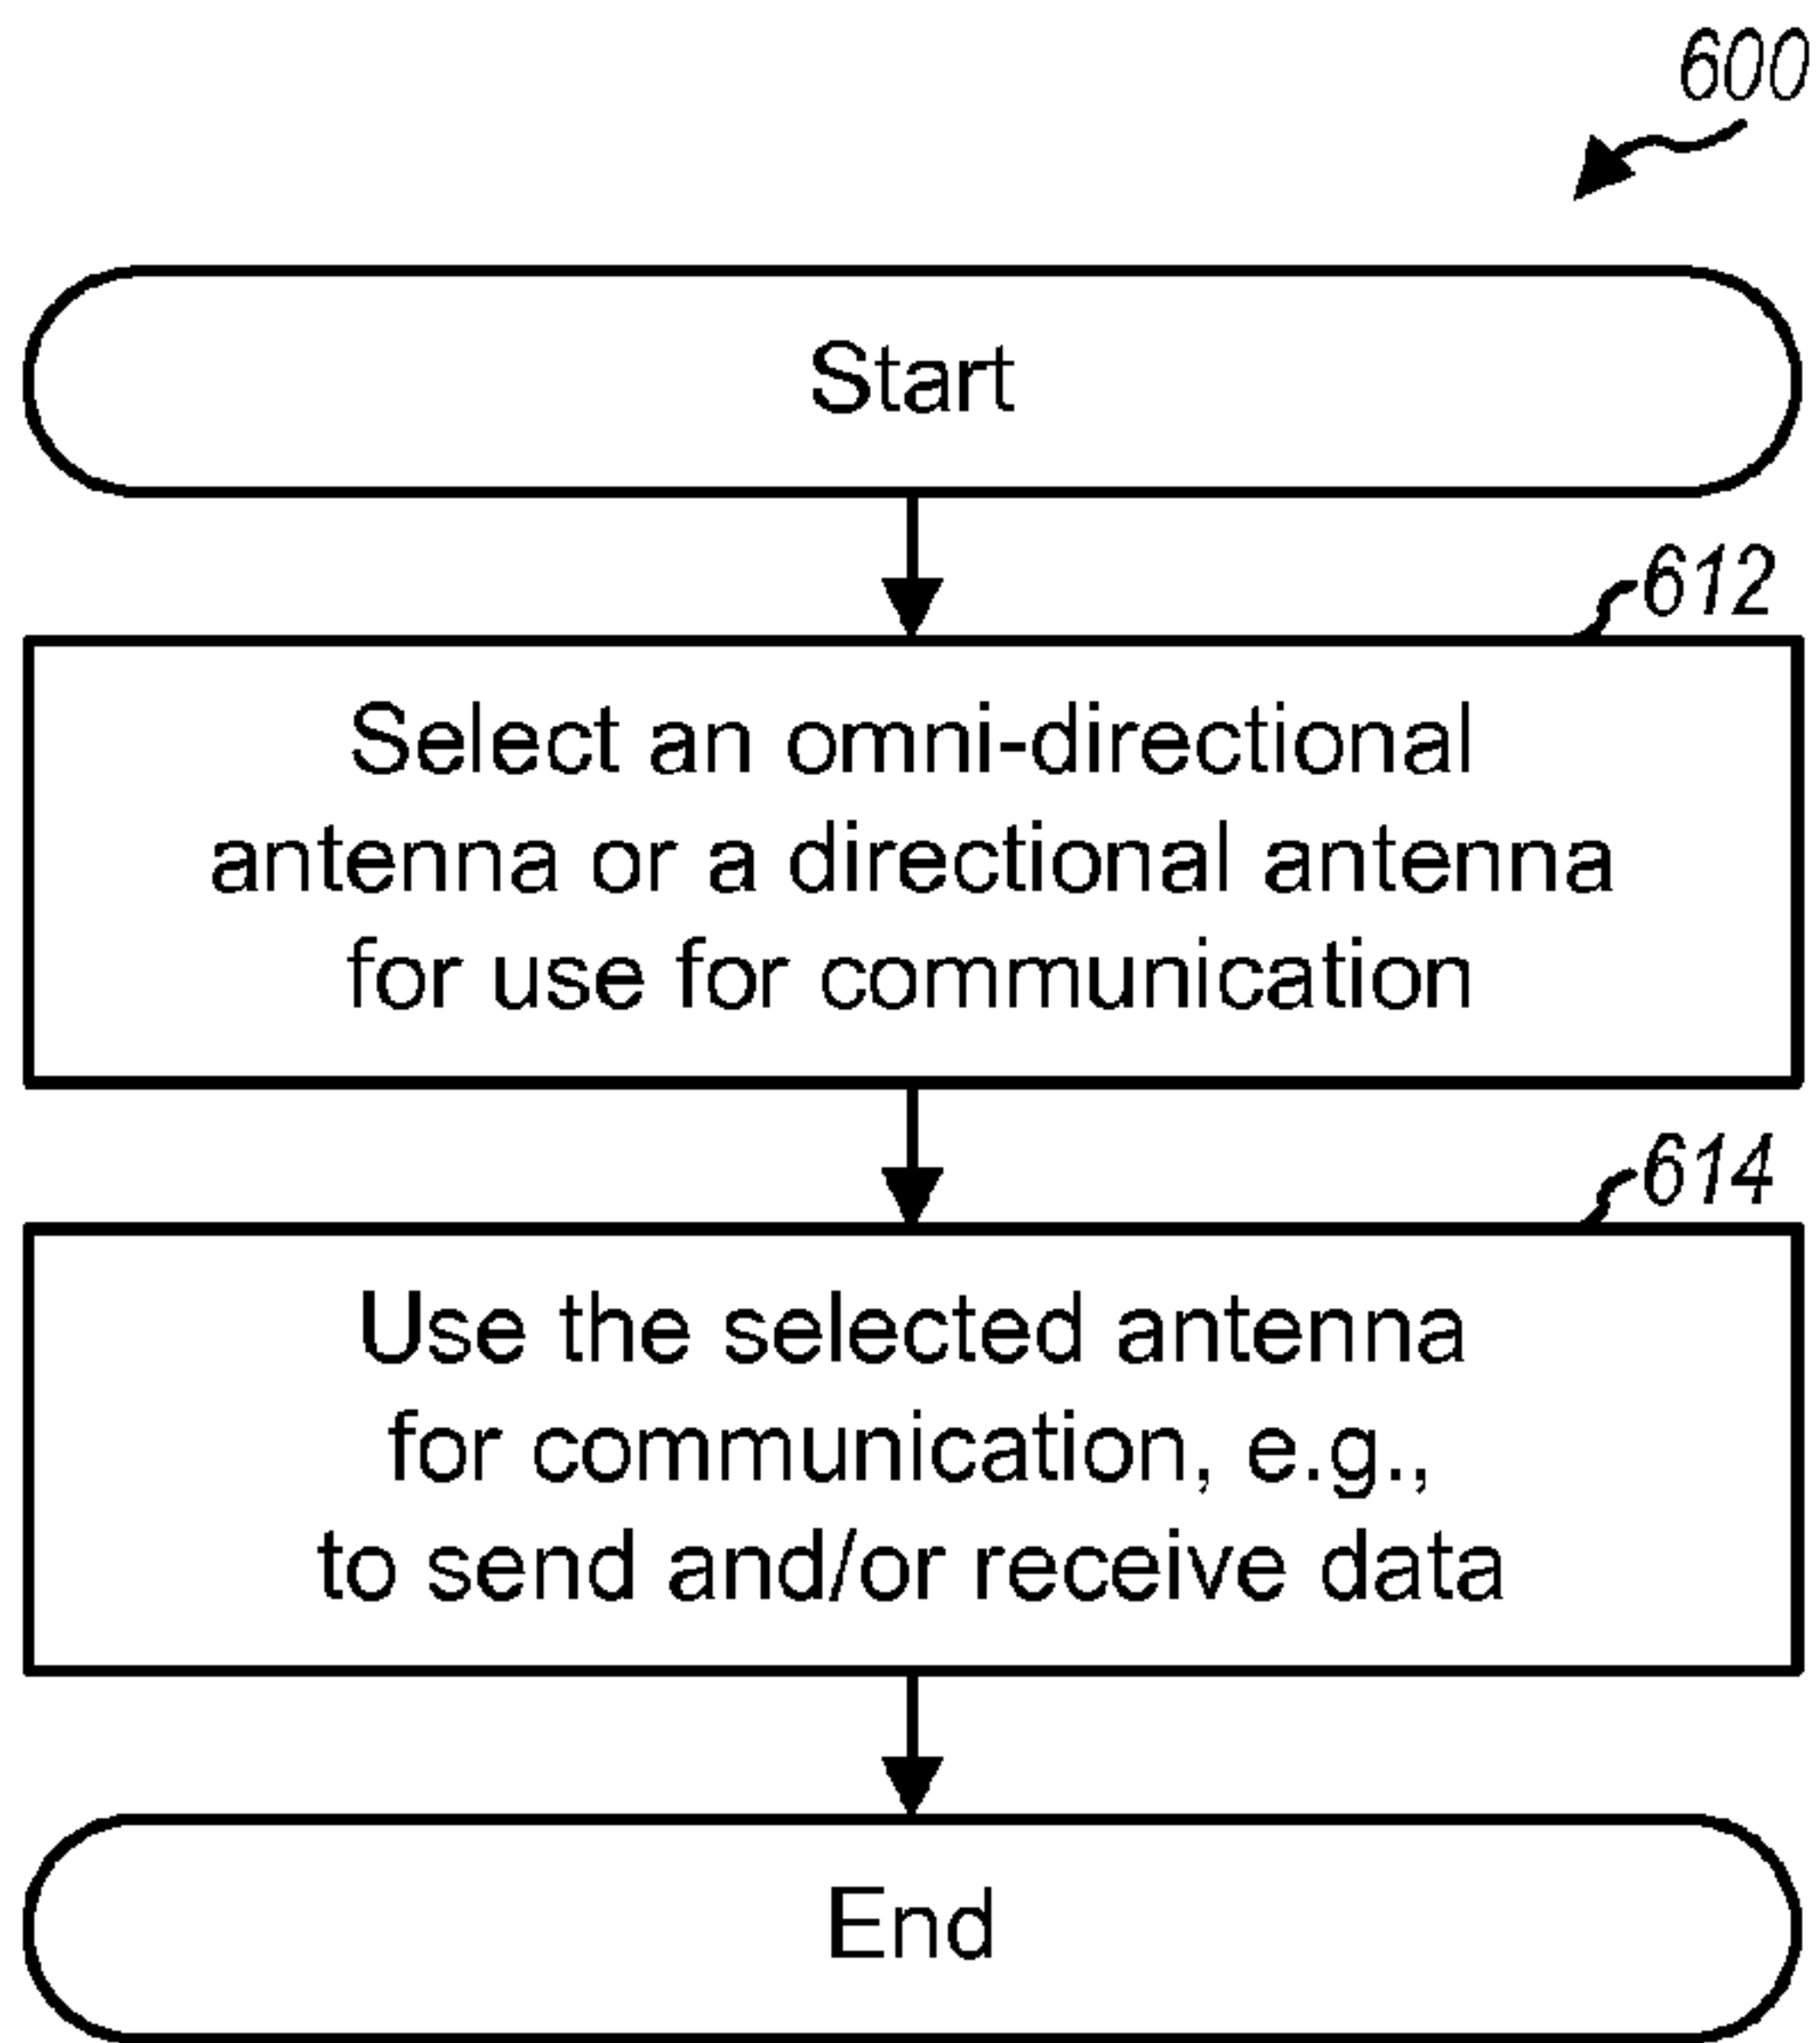 600
Start
612
Select an omni-directional
antenna or a directional antenna
for use for communication
614
Use the selected antenna
for communication, e.g.,
to send and/or receive data
End